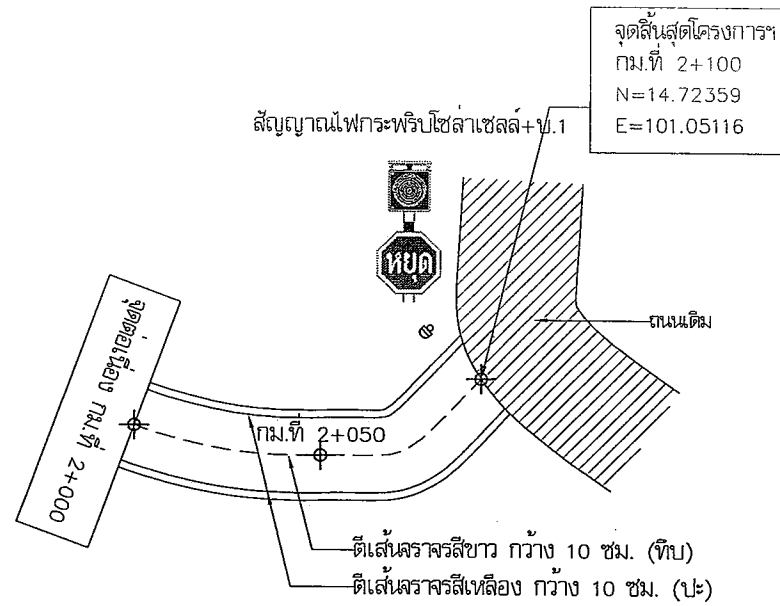 จุดสิ้นสุดโครงการฯ
กม.ที่ 2+100
N=14.72359
E=101.05116
สัญญาณไฟกระพริบโซล่าเซลล์+บ.1
หยุด
ถนนเดิม
จุดต่อเนื่อง กม.ที่ 2+000
กม.ที่ 2+050
ตีเส้นจราจรสีขาว กว้าง 10 ซม. (ทึบ)
ตีเส้นจราจรสีเหลือง กว้าง 10 ซม. (ปะ)